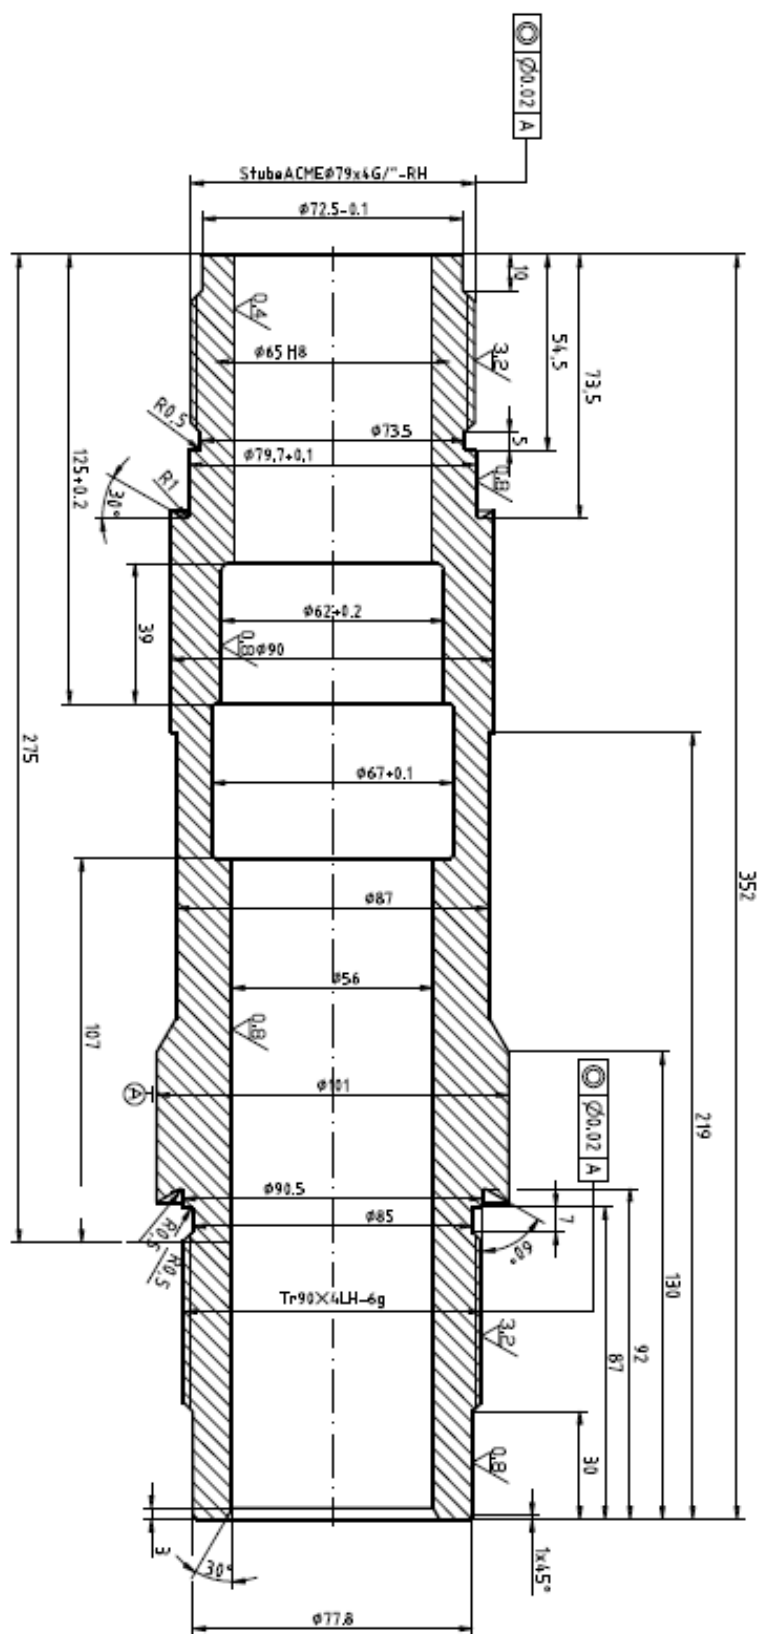 ◎ Ø0.02 A
StubeACMEø79x4G/"-RH
ø72.5-0.1
10
0.4
ø65 H8
3.2
54,5
73,5
R0.5
ø73.5
5
ø79.7+0.1
0.8
R1
30°
125+0.2
39
ø62+0.2
0.8
ø90
275
ø67+0.1
352
ø87
ø56
0.8
107
219
A
ø101
◎ Ø0.02 A
ø90.5
R0.5
ø85
7
60°
R0.5
Tr90×4LH-6g
3.2
130
92
87
30
0.8
3
30°
1x45°
ø77.8